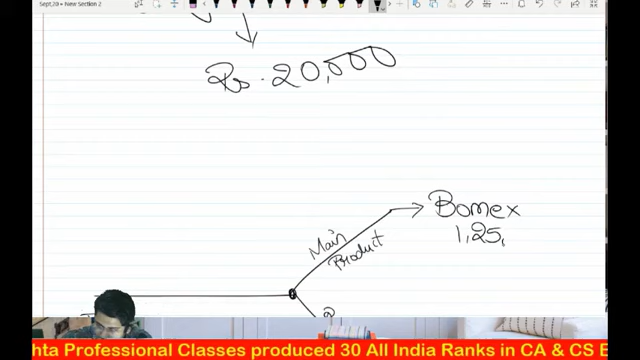 Sept,20 - New Section 2
Rs. 20,000
Bomex
1,25,
Main
Product
hta Professional Classes produced 30 All India Ranks in CA & CS E